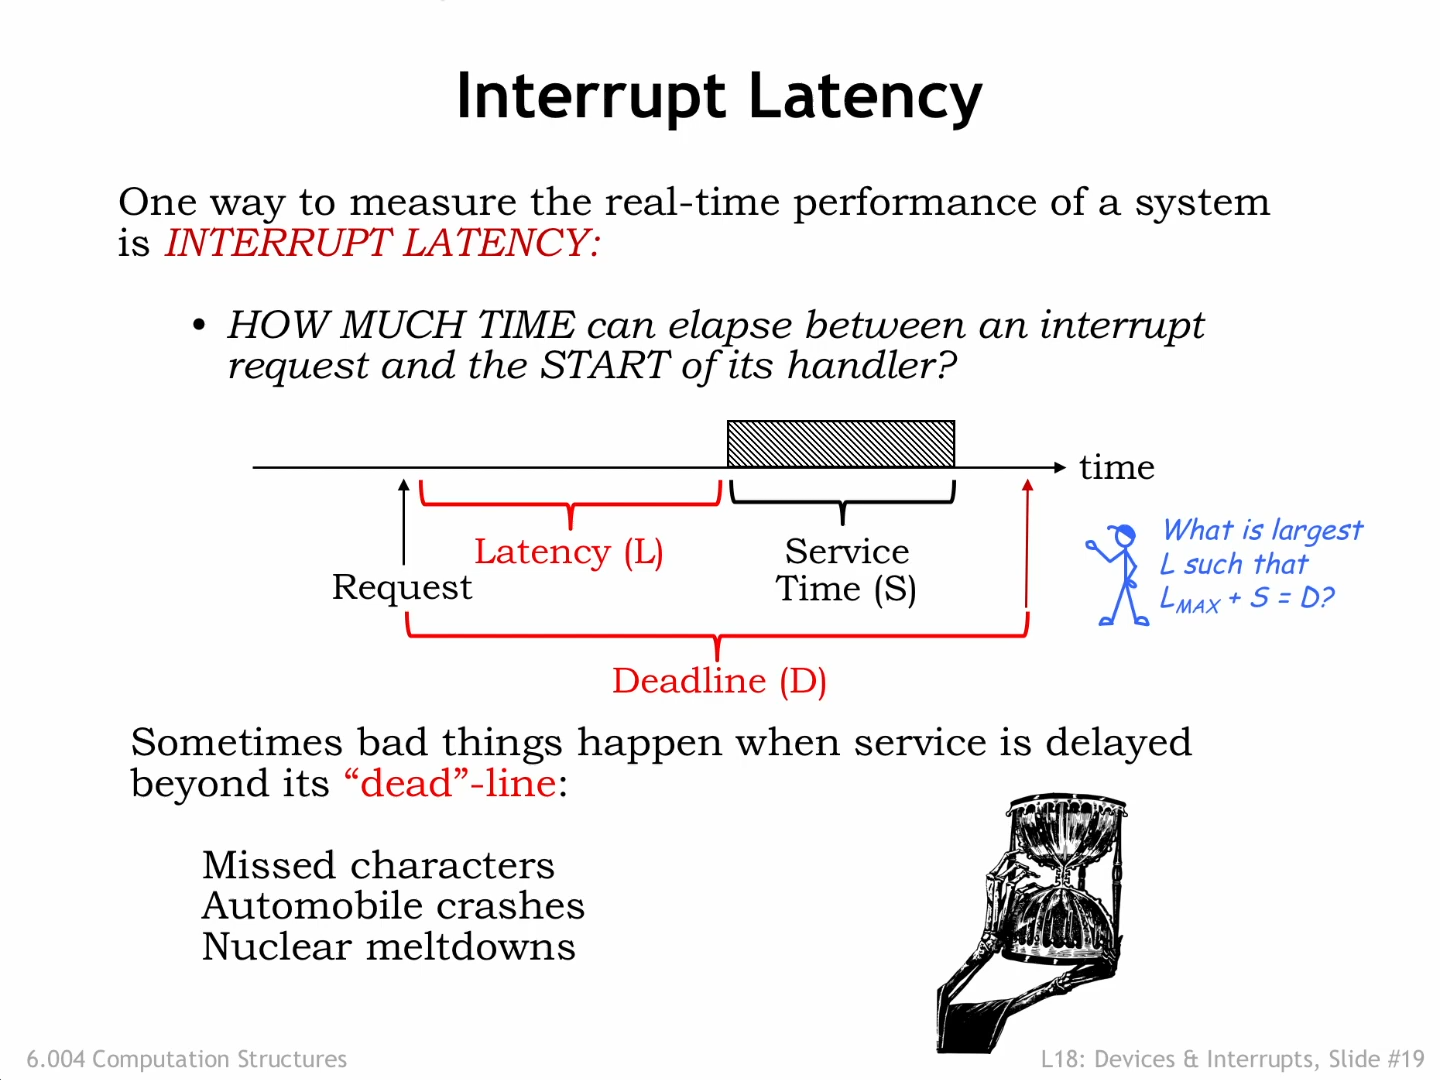 Interrupt Latency
One way to measure the real-time performance of a system
is INTERRUPT LATENCY:
• HOW MUCH TIME can elapse between an interrupt
request and the START of its handler?
time
Latency (L)
Service
Time (S)
Request
What is largest
L such that
LMAX + S = D?
Deadline (D)
Sometimes bad things happen when service is delayed
beyond its “dead”-line:
Missed characters
Automobile crashes
Nuclear meltdowns
6.004 Computation Structures
L18: Devices & Interrupts, Slide #19